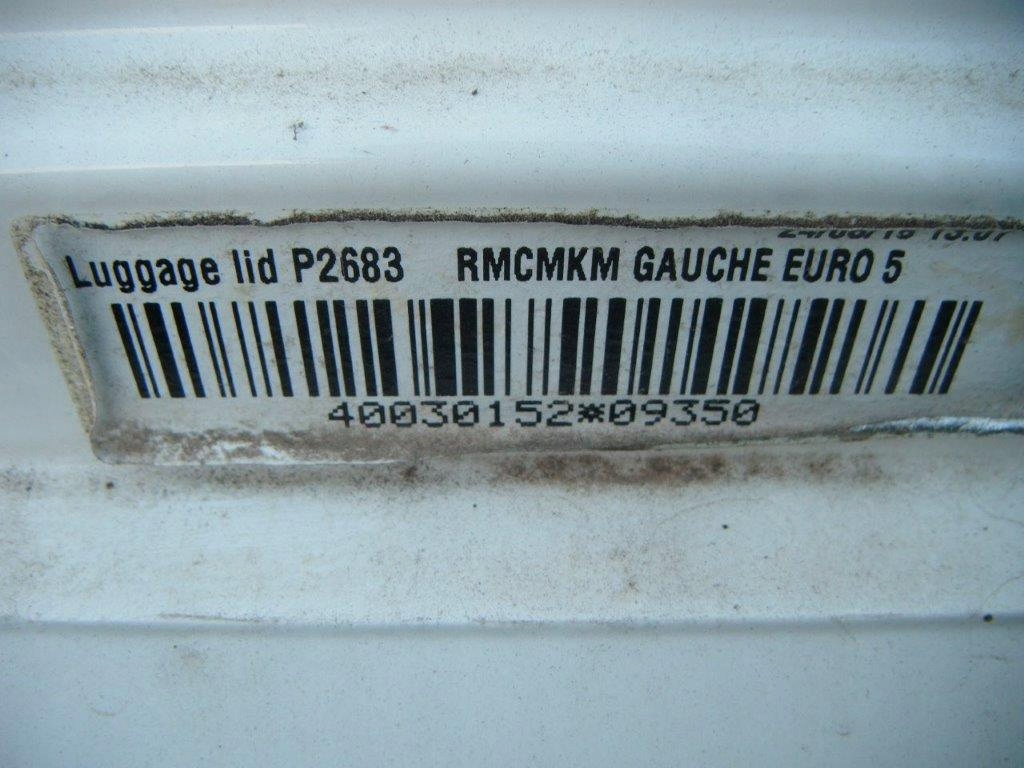 Luggage lid P2683 RMCMKM GAUCHE EURO 5
40030152*09350